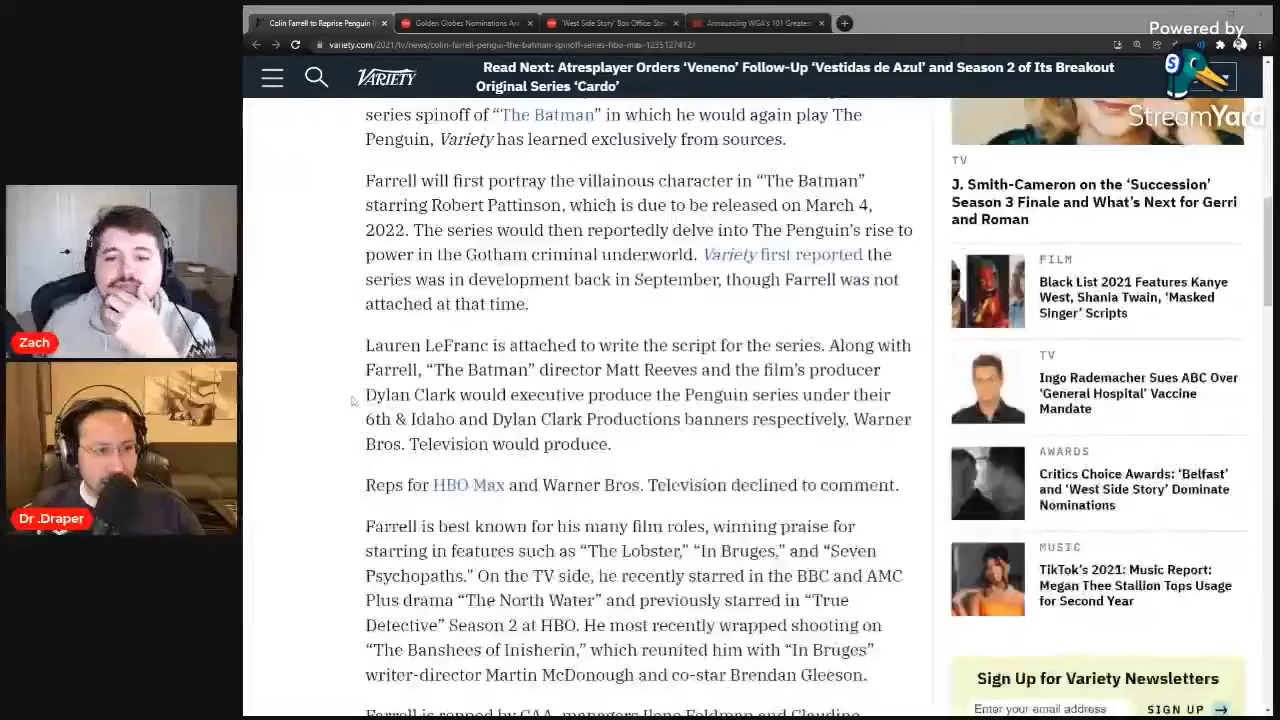 Colin Farrell to Reprise Penguin
Golden Globes Nominations
'West Side Story' Box Office: Ste
Announcing WGA's 101 Greates
variety.com/2021/tv/news/colin-farrell-pengui-the-batman-spinoff-series-hbo-max-1235127412/
Powered by
StreamYard
VARIETY
Read Next: Atresplayer Orders ‘Veneno’ Follow-Up ‘Vestidas de Azul’ and Season 2 of Its Breakout
Original Series ‘Cardo’
series spinoff of “The Batman” in which he would again play The
Penguin, Variety has learned exclusively from sources.
Farrell will first portray the villainous character in “The Batman”
starring Robert Pattinson, which is due to be released on March 4,
2022. The series would then reportedly delve into The Penguin’s rise to
power in the Gotham criminal underworld. Variety first reported the
series was in development back in September, though Farrell was not
attached at that time.
Lauren LeFranc is attached to write the script for the series. Along with
Farrell, “The Batman” director Matt Reeves and the film’s producer
Dylan Clark would executive produce the Penguin series under their
6th & Idaho and Dylan Clark Productions banners respectively. Warner
Bros. Television would produce.
Reps for HBO Max and Warner Bros. Television declined to comment.
Farrell is best known for his many film roles, winning praise for
starring in features such as “The Lobster,” “In Bruges,” and “Seven
Psychopaths.” On the TV side, he recently starred in the BBC and AMC
Plus drama “The North Water” and previously starred in “True
Detective” Season 2 at HBO. He most recently wrapped shooting on
“The Banshees of Inisherin,” which reunited him with “In Bruges”
writer-director Martin McDonough and co-star Brendan Gleeson.
Farrell is repped by CAA, managers Ilene Feldman and Claudine
TV
J. Smith-Cameron on the ‘Succession’
Season 3 Finale and What’s Next for Gerri
and Roman
FILM
Black List 2021 Features Kanye
West, Shania Twain, ‘Masked
Singer’ Scripts
TV
Ingo Rademacher Sues ABC Over
‘General Hospital’ Vaccine
Mandate
AWARDS
Critics Choice Awards: ‘Belfast’
and ‘West Side Story’ Dominate
Nominations
MUSIC
TikTok’s 2021: Music Report:
Megan Thee Stallion Tops Usage
for Second Year
Sign Up for Variety Newsletters
Enter your email address
SIGN UP
Zach
Dr .Draper